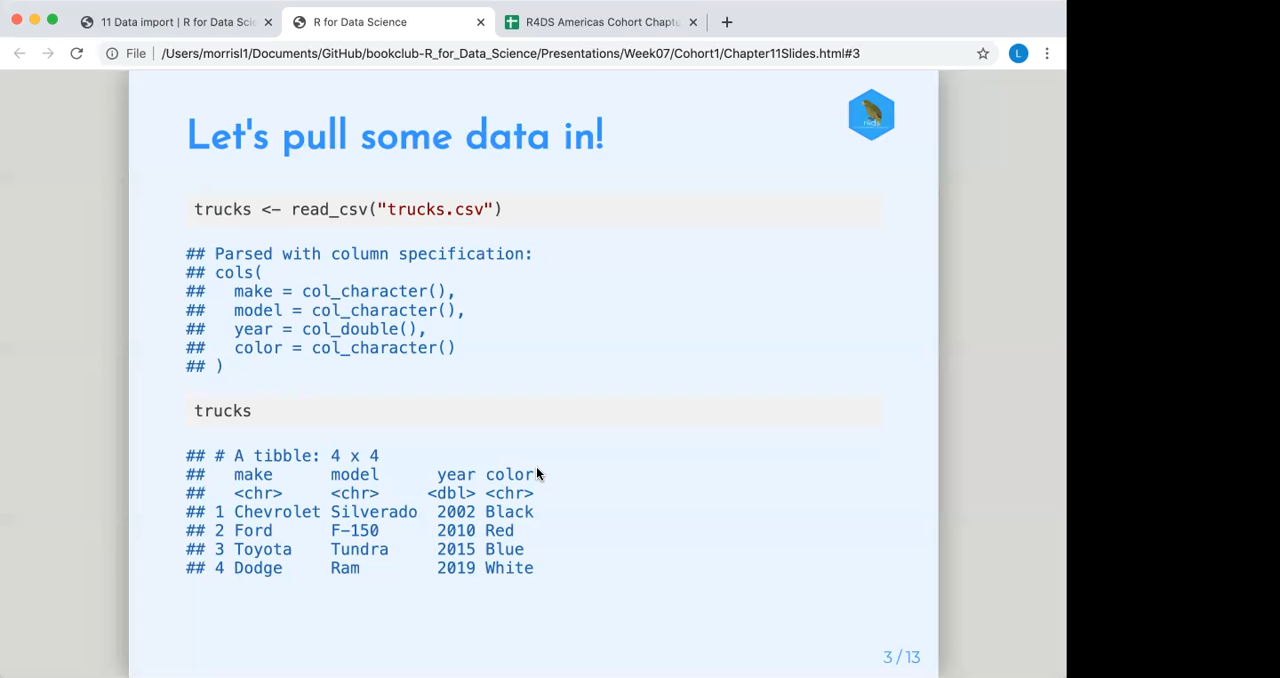 11 Data import | R for Data Scie
R for Data Science
R4DS Americas Cohort Chapte
File
/Users/morrisl1/Documents/GitHub/bookclub-R_for_Data_Science/Presentations/Week07/Cohort1/Chapter11Slides.html#3
L
Let's pull some data in!
r4ds
trucks <- read_csv("trucks.csv")
## Parsed with column specification:
## cols(
##   make = col_character(),
##   model = col_character(),
##   year = col_double(),
##   color = col_character()
## )
trucks
## # A tibble: 4 x 4
##   make      model      year color
##   <chr>     <chr>     <dbl> <chr>
## 1 Chevrolet Silverado  2002 Black
## 2 Ford      F-150      2010 Red
## 3 Toyota    Tundra     2015 Blue
## 4 Dodge     Ram        2019 White
3 / 13